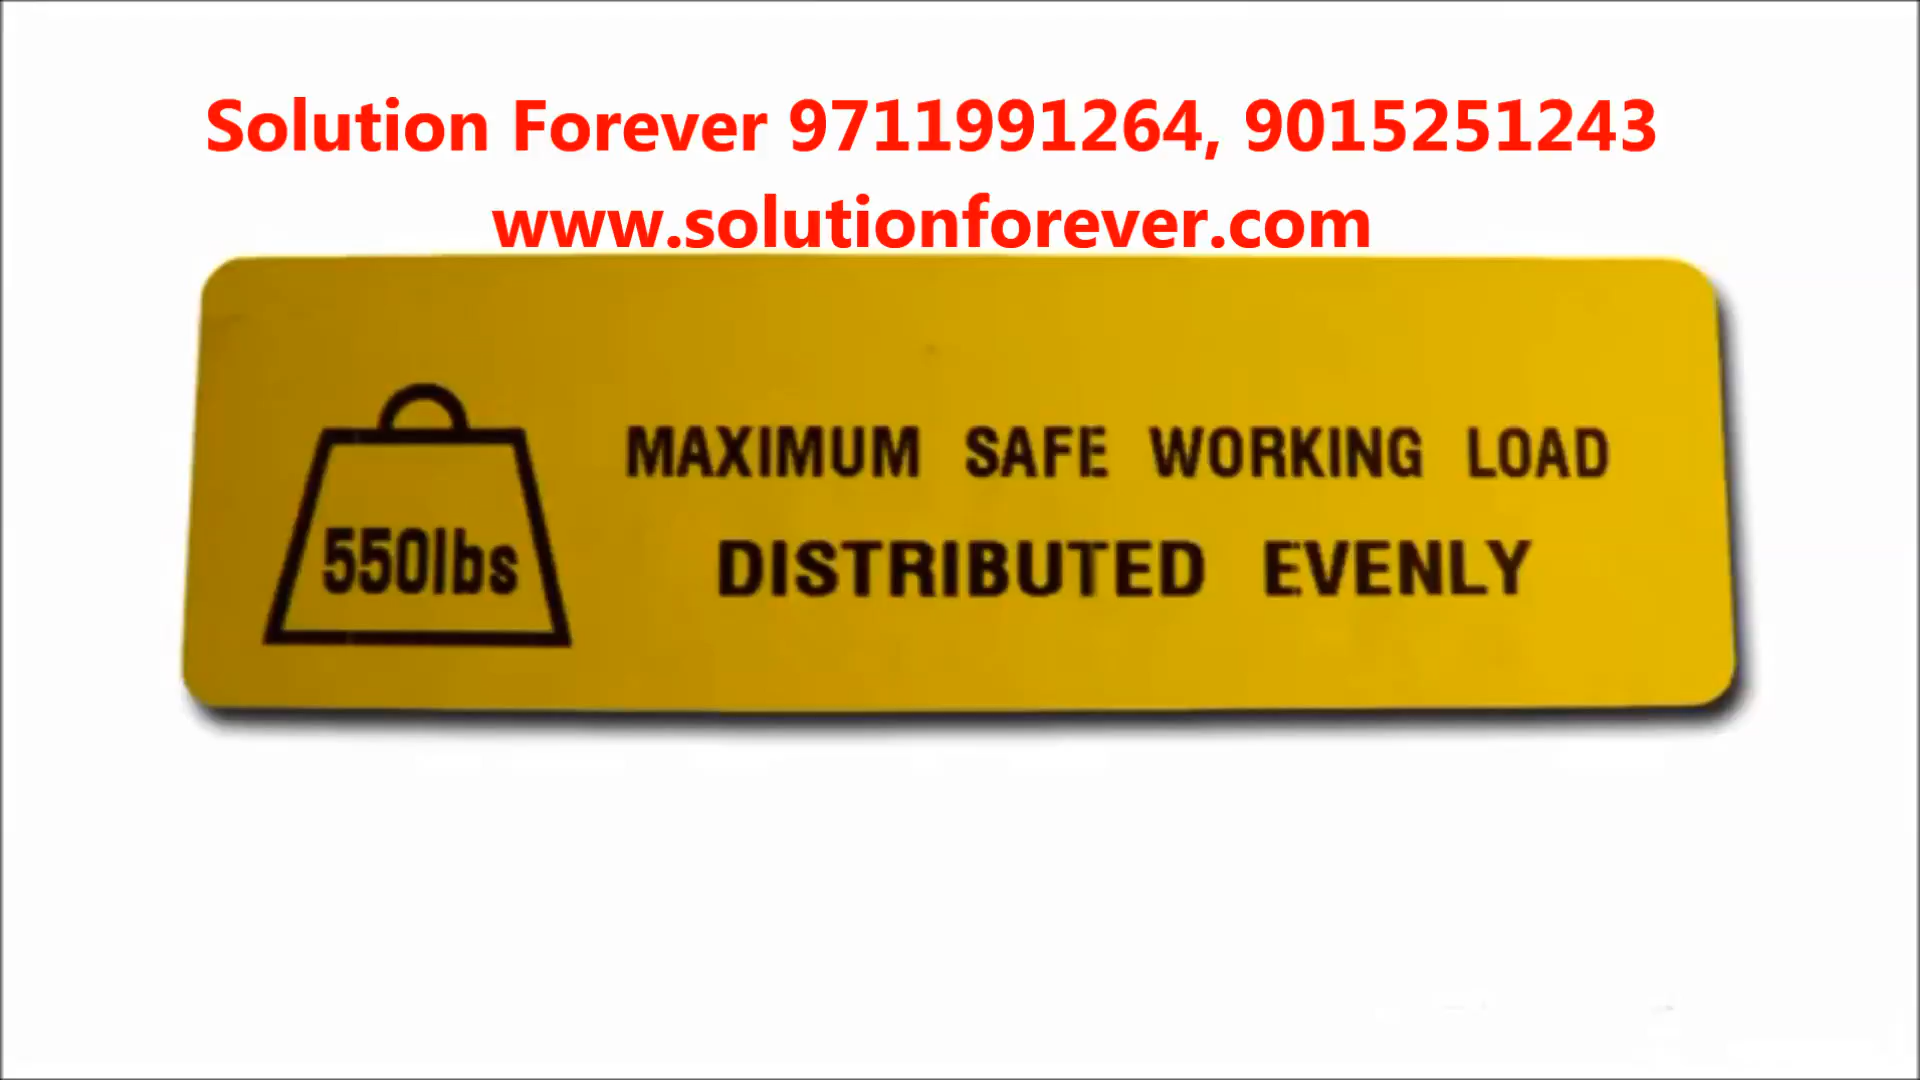 Solution Forever 9711991264, 9015251243
www.solutionforever.com
MAXIMUM SAFE WORKING LOAD
550lbs
DISTRIBUTED EVENLY